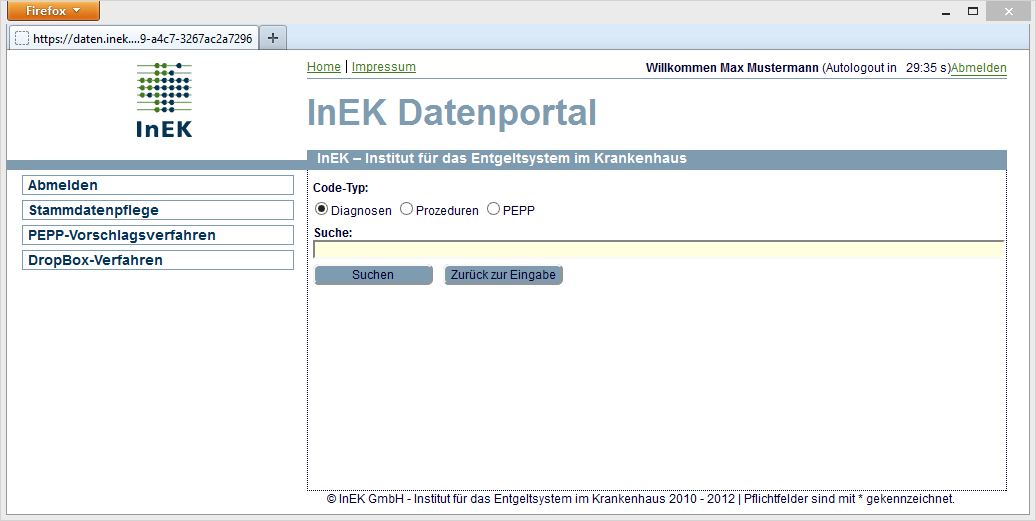 Firefox
https://daten.inek....9-a4c7-3267ac2a7296
Home | Impressum
Willkommen Max Mustermann (Autologout in 29:35 s)Abmelden
InEK
InEK Datenportal
InEK – Institut für das Entgeltsystem im Krankenhaus
Abmelden
Stammdatenpflege
PEPP-Vorschlagsverfahren
DropBox-Verfahren
Code-Typ:
Diagnosen Prozeduren PEPP
Suche:
Suchen Zurück zur Eingabe
© InEK GmbH - Institut für das Entgeltsystem im Krankenhaus 2010 - 2012 | Pflichtfelder sind mit * gekennzeichnet.